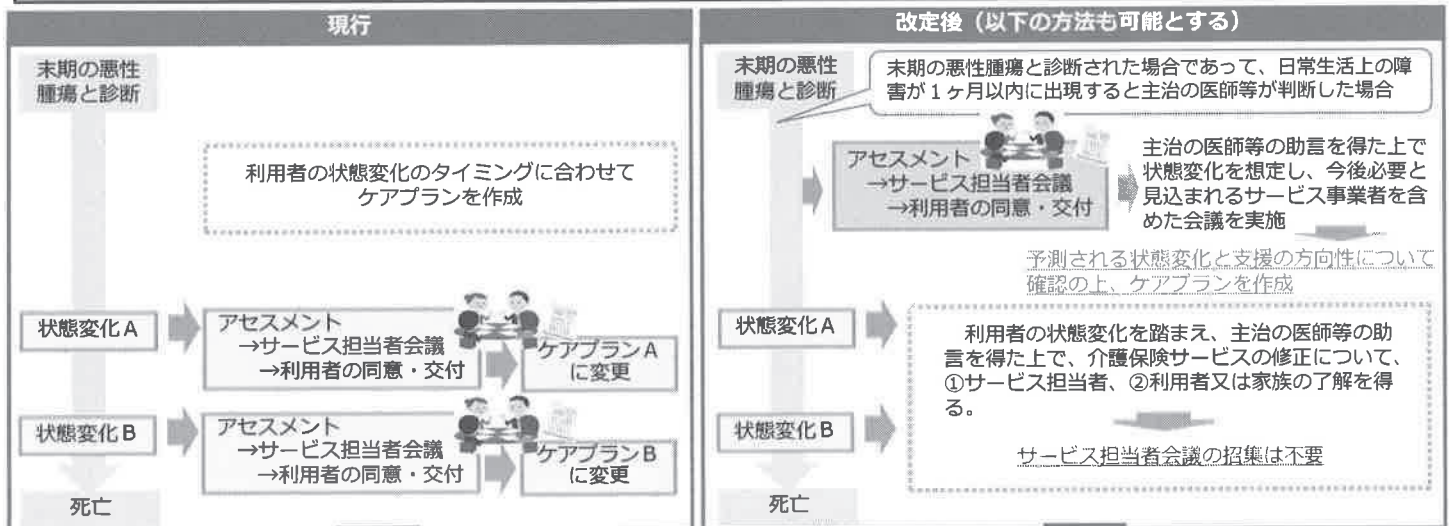 現行
末期の悪性
腫瘍と診断
利用者の状態変化のタイミングに合わせて
ケアプランを作成
状態変化A
アセスメント
→サービス担当者会議
→利用者の同意・交付
ケアプランA
に変更
状態変化B
アセスメント
→サービス担当者会議
→利用者の同意・交付
ケアプランB
に変更
死亡
改定後（以下の方法も可能とする）
末期の悪性
腫瘍と診断
末期の悪性腫瘍と診断された場合であって、日常生活上の障
害が１ヶ月以内に出現すると主治の医師等が判断した場合
アセスメント
→サービス担当者会議
→利用者の同意・交付
主治の医師等の助言を得た上で
状態変化を想定し、今後必要と
見込まれるサービス事業者を含
めた会議を実施
予測される状態変化と支援の方向性について
確認の上、ケアプランを作成
状態変化A
利用者の状態変化を踏まえ、主治の医師等の助
言を得た上で、介護保険サービスの修正について、
①サービス担当者、②利用者又は家族の了解を得
る。
状態変化B
サービス担当者会議の招集は不要
死亡